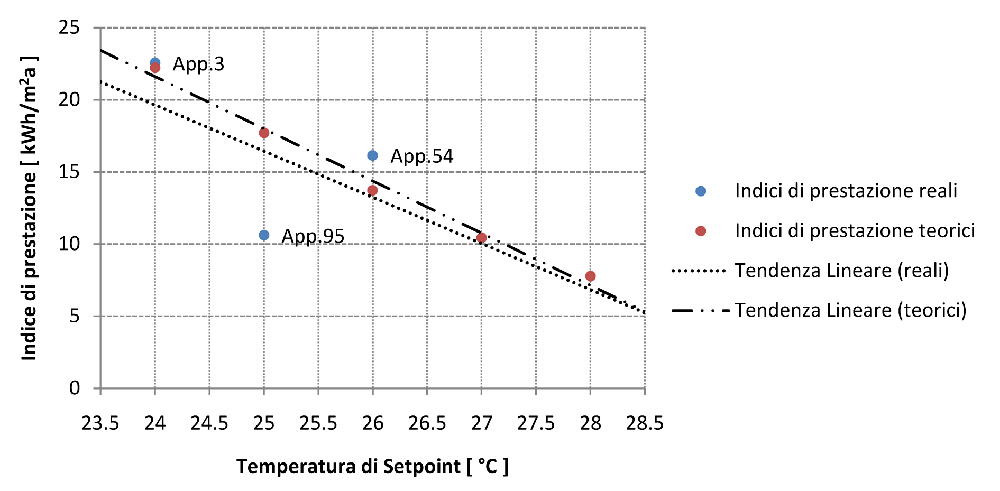 25
20
15
10
5
0
Indice di prestazione [ kWh/m²a ]
App.3
App.54
App.95
23.5 24 24.5 25 25.5 26 26.5 27 27.5 28 28.5
Temperatura di Setpoint [ °C ]
Indici di prestazione reali
Indici di prestazione teorici
Tendenza Lineare (reali)
Tendenza Lineare (teorici)